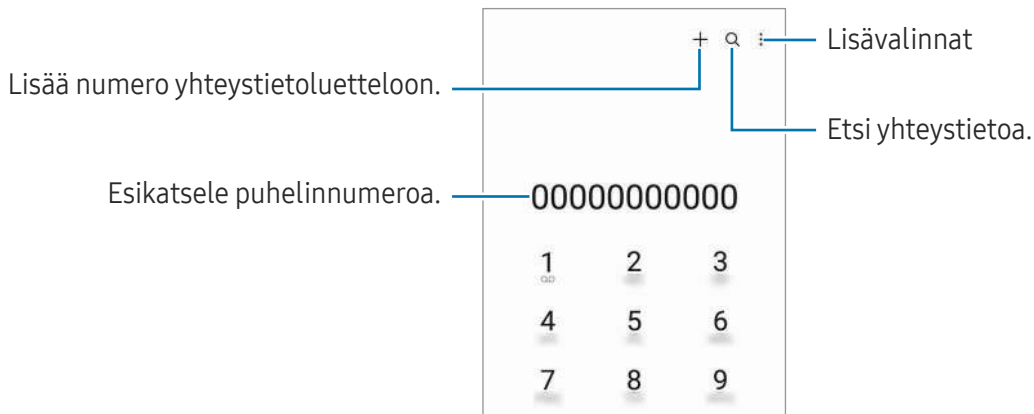 Lisävalinnat
Lisää numero yhteystietoluetteloon.
Etsi yhteystietoa.
Esikatsele puhelinnumeroa.
00000000000
1 2 3
4 5 6
7 8 9